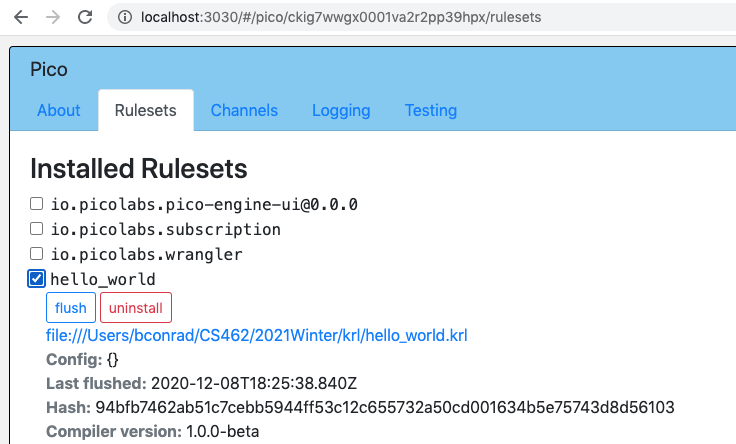 localhost:3030/#/pico/ckig7wwgx0001va2r2pp39hpx/rulesets
Pico
About Rulesets Channels Logging Testing
Installed Rulesets
io.picolabs.pico-engine-ui@0.0.0
io.picolabs.subscription
io.picolabs.wrangler
hello_world
flush uninstall
file:///Users/bconrad/CS462/2021Winter/krl/hello_world.krl
Config: {}
Last flushed: 2020-12-08T18:25:38.840Z
Hash: 94bfb7462ab51c7cebb5944ff53c12c655732a50cd001634b5e75743d8d56103
Compiler version: 1.0.0-beta